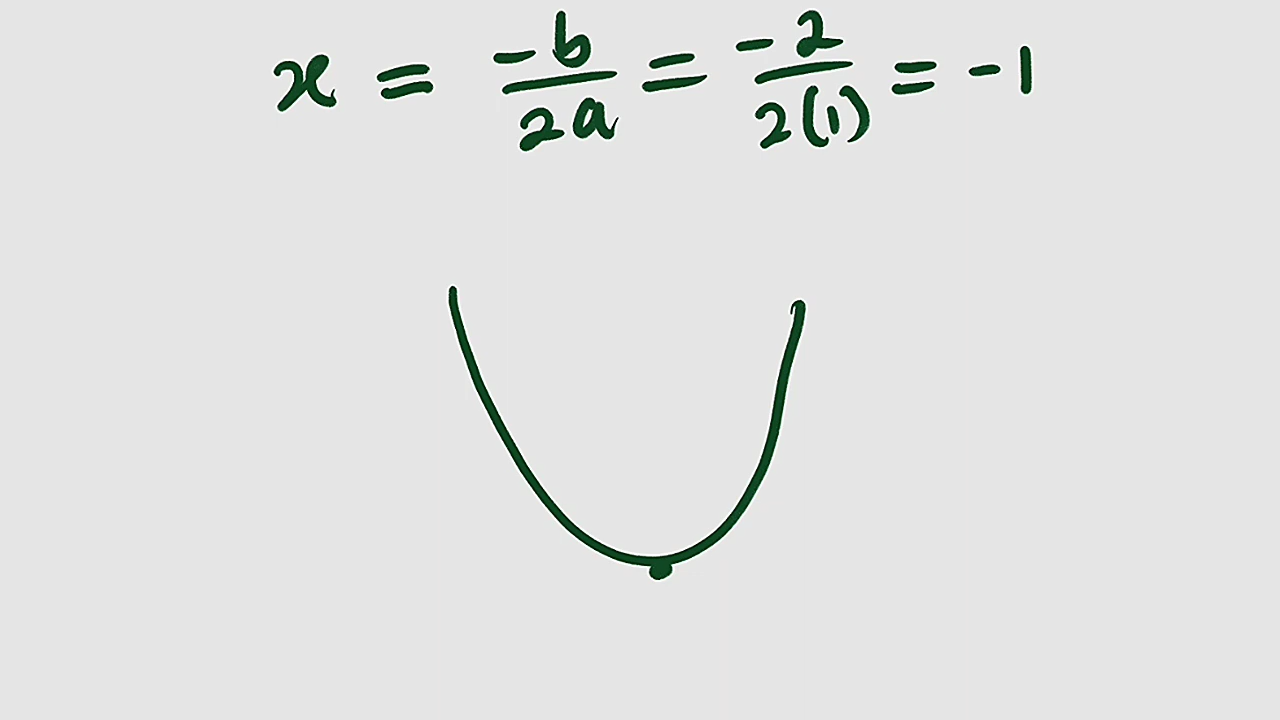 x = -b/2a = -2/2(1) = -1